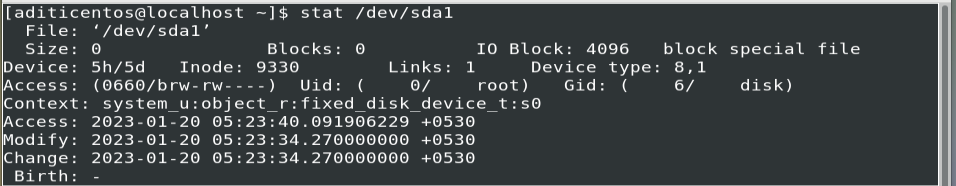 [aditicentos@localhost ~]$ stat /dev/sda1
  File: ‘/dev/sda1’
  Size: 0               Blocks: 0          IO Block: 4096   block special file
Device: 5h/5d   Inode: 9330        Links: 1     Device type: 8,1
Access: (0660/brw-rw----)  Uid: (    0/    root)   Gid: (    6/    disk)
Context: system_u:object_r:fixed_disk_device_t:s0
Access: 2023-01-20 05:23:40.091906229 +0530
Modify: 2023-01-20 05:23:34.270000000 +0530
Change: 2023-01-20 05:23:34.270000000 +0530
 Birth: -